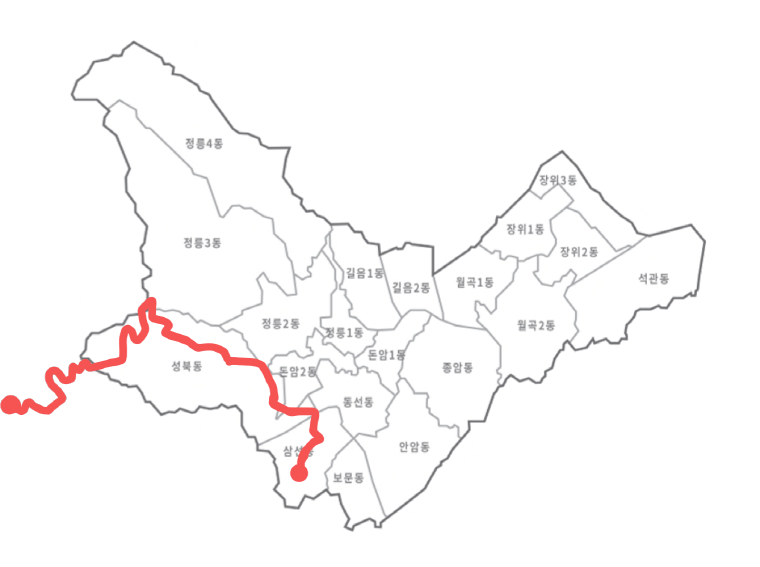 정릉4동
장위3동
장위1동
정릉3동
장위2동
길음1동
석관동
월곡1동
길음2동
정릉2동
월곡2동
정릉1동
돈암1동
성북동
종암동
돈암2동
동선동
안암동
삼선동
보문동